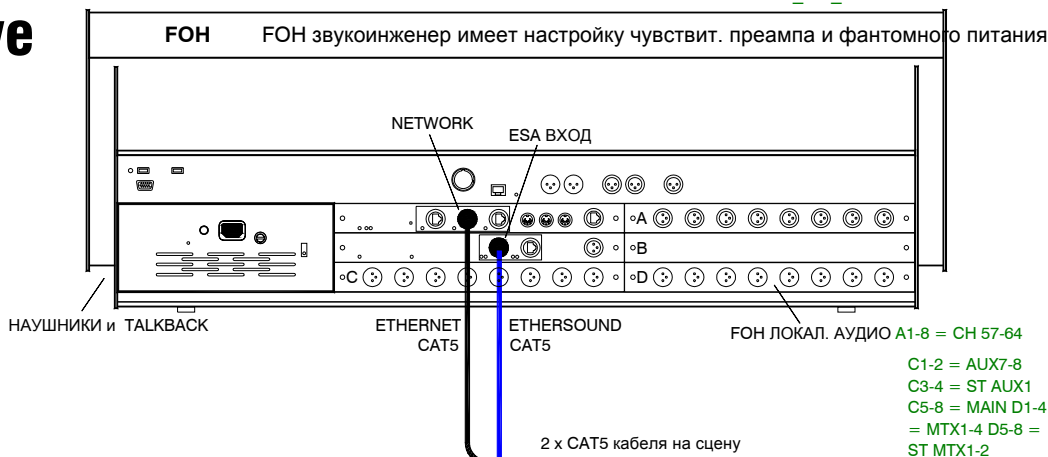 ve
FOH FOH звукоинженер имеет настройку чувствит. преампа и фантомного питания
NETWORK
ESA ВХОД
A
B
C
D
НАУШНИКИ и TALKBACK
ETHERNET
CAT5
ETHERSOUND
CAT5
FOH ЛОКАЛ. АУДИО A1-8 = CH 57-64
C1-2 = AUX7-8
C3-4 = ST AUX1
C5-8 = MAIN D1-4
= MTX1-4 D5-8 =
ST MTX1-2
2 x CAT5 кабеля на сцену